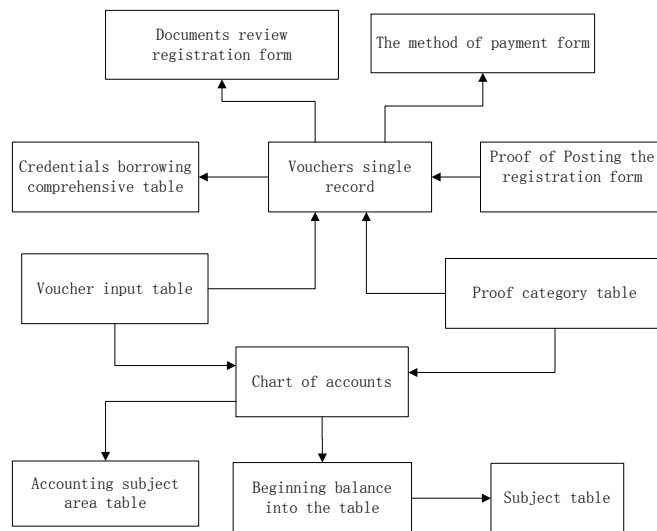 Documents review
registration form
The method of payment form
Credentials borrowing
comprehensive table
Vouchers single
record
Proof of Posting the
registration form
Voucher input table
Proof category table
Chart of accounts
Accounting subject
area table
Beginning balance
into the table
Subject table